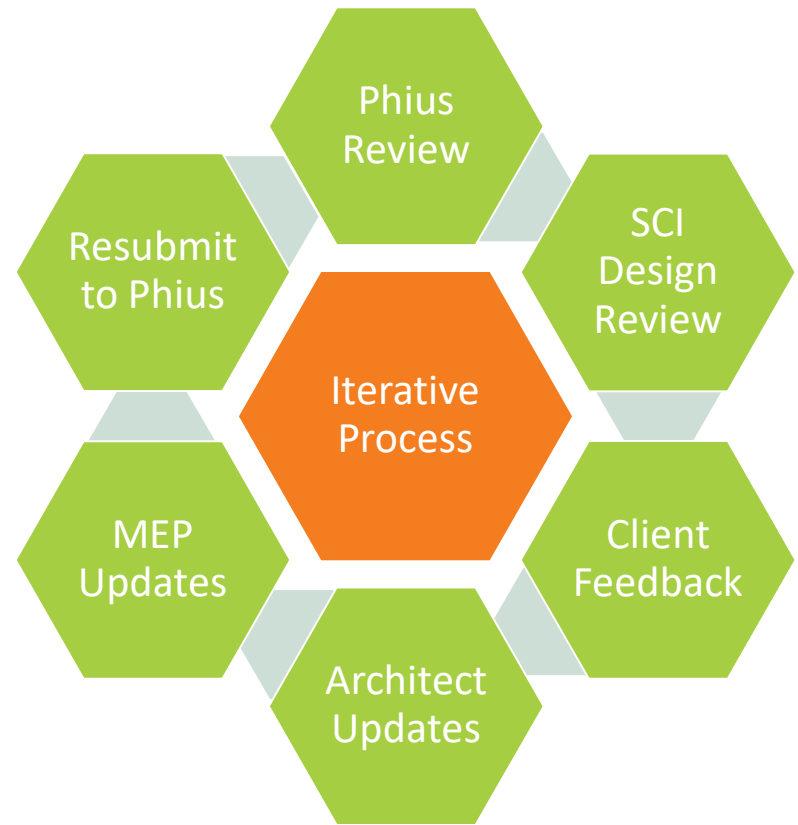 Phius
Review
SCI
Design
Review
Client
Feedback
Architect
Updates
MEP
Updates
Resubmit
to Phius
Iterative
Process